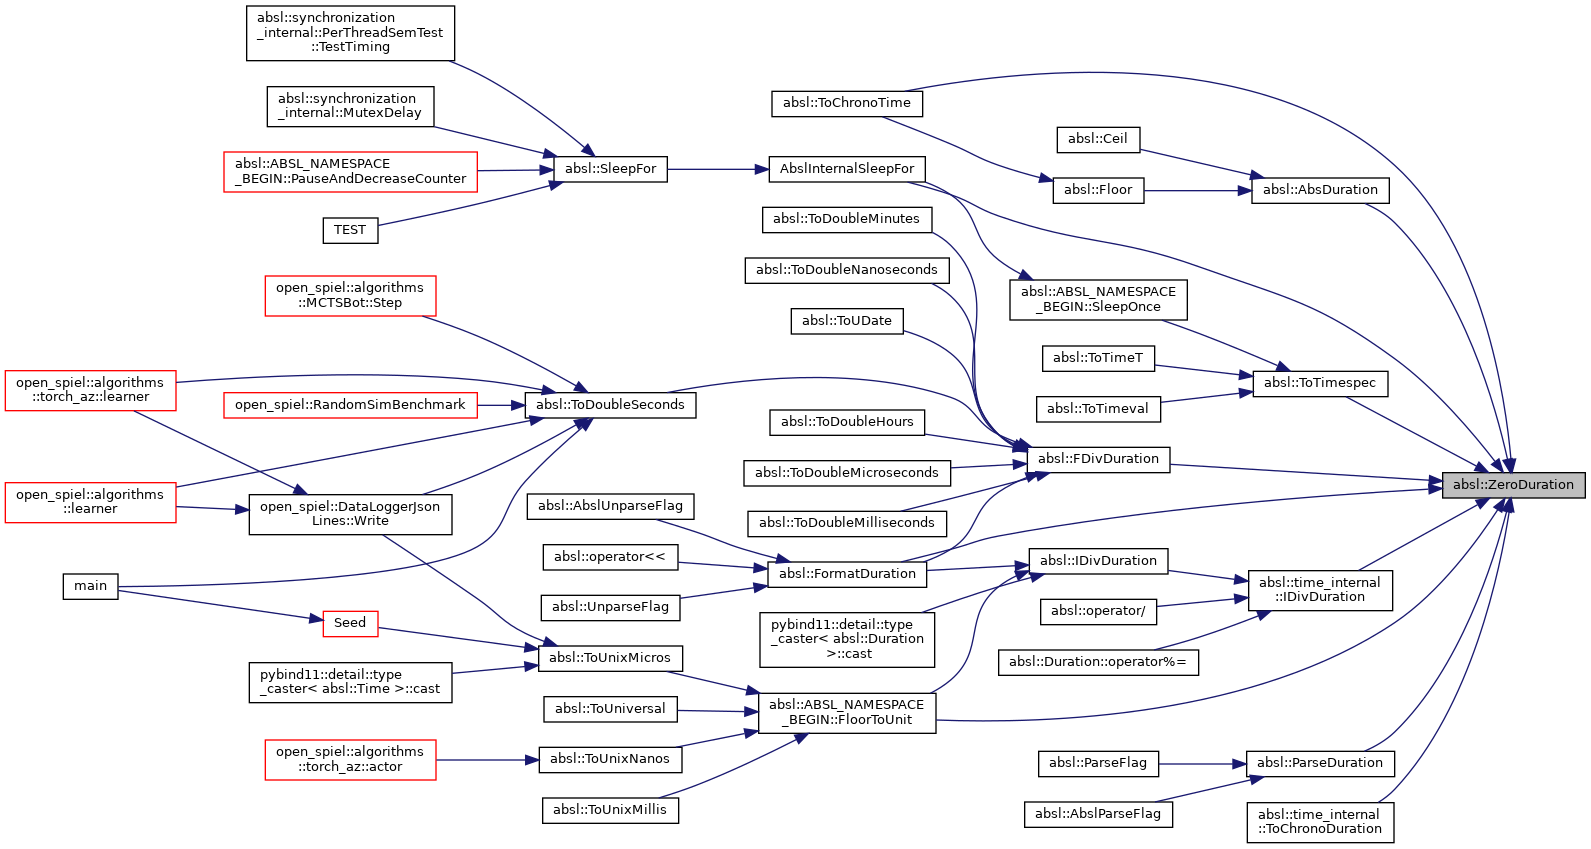 absl::synchronization
_internal::PerThreadSemTest
::TestTiming
absl::synchronization
_internal::MutexDelay
absl::ABSL_NAMESPACE
_BEGIN::PauseAndDecreaseCounter
TEST
absl::SleepFor
AbslInternalSleepFor
absl::ToChronoTime
absl::Ceil
absl::Floor
absl::AbsDuration
absl::ToDoubleMinutes
absl::ToDoubleNanoseconds
absl::ToUDate
absl::ABSL_NAMESPACE
_BEGIN::SleepOnce
absl::ToTimeT
absl::ToTimeval
absl::ToTimespec
open_spiel::algorithms
::MCTSBot::Step
open_spiel::algorithms
::torch_az::learner
open_spiel::RandomSimBenchmark
absl::ToDoubleSeconds
absl::ToDoubleHours
absl::ToDoubleMicroseconds
absl::ToDoubleMilliseconds
absl::FDivDuration
absl::ZeroDuration
open_spiel::algorithms
::learner
open_spiel::DataLoggerJson
Lines::Write
absl::AbslUnparseFlag
absl::operator<<
absl::UnparseFlag
absl::FormatDuration
absl::IDivDuration
absl::time_internal
::IDivDuration
absl::operator/
absl::Duration::operator%=
pybind11::detail::type
_caster< absl::Duration
>::cast
main
Seed
absl::ToUnixMicros
pybind11::detail::type
_caster< absl::Time >::cast
absl::ToUniversal
absl::ABSL_NAMESPACE
_BEGIN::FloorToUnit
open_spiel::algorithms
::torch_az::actor
absl::ToUnixNanos
absl::ToUnixMillis
absl::ParseFlag
absl::AbslParseFlag
absl::ParseDuration
absl::time_internal
::ToChronoDuration